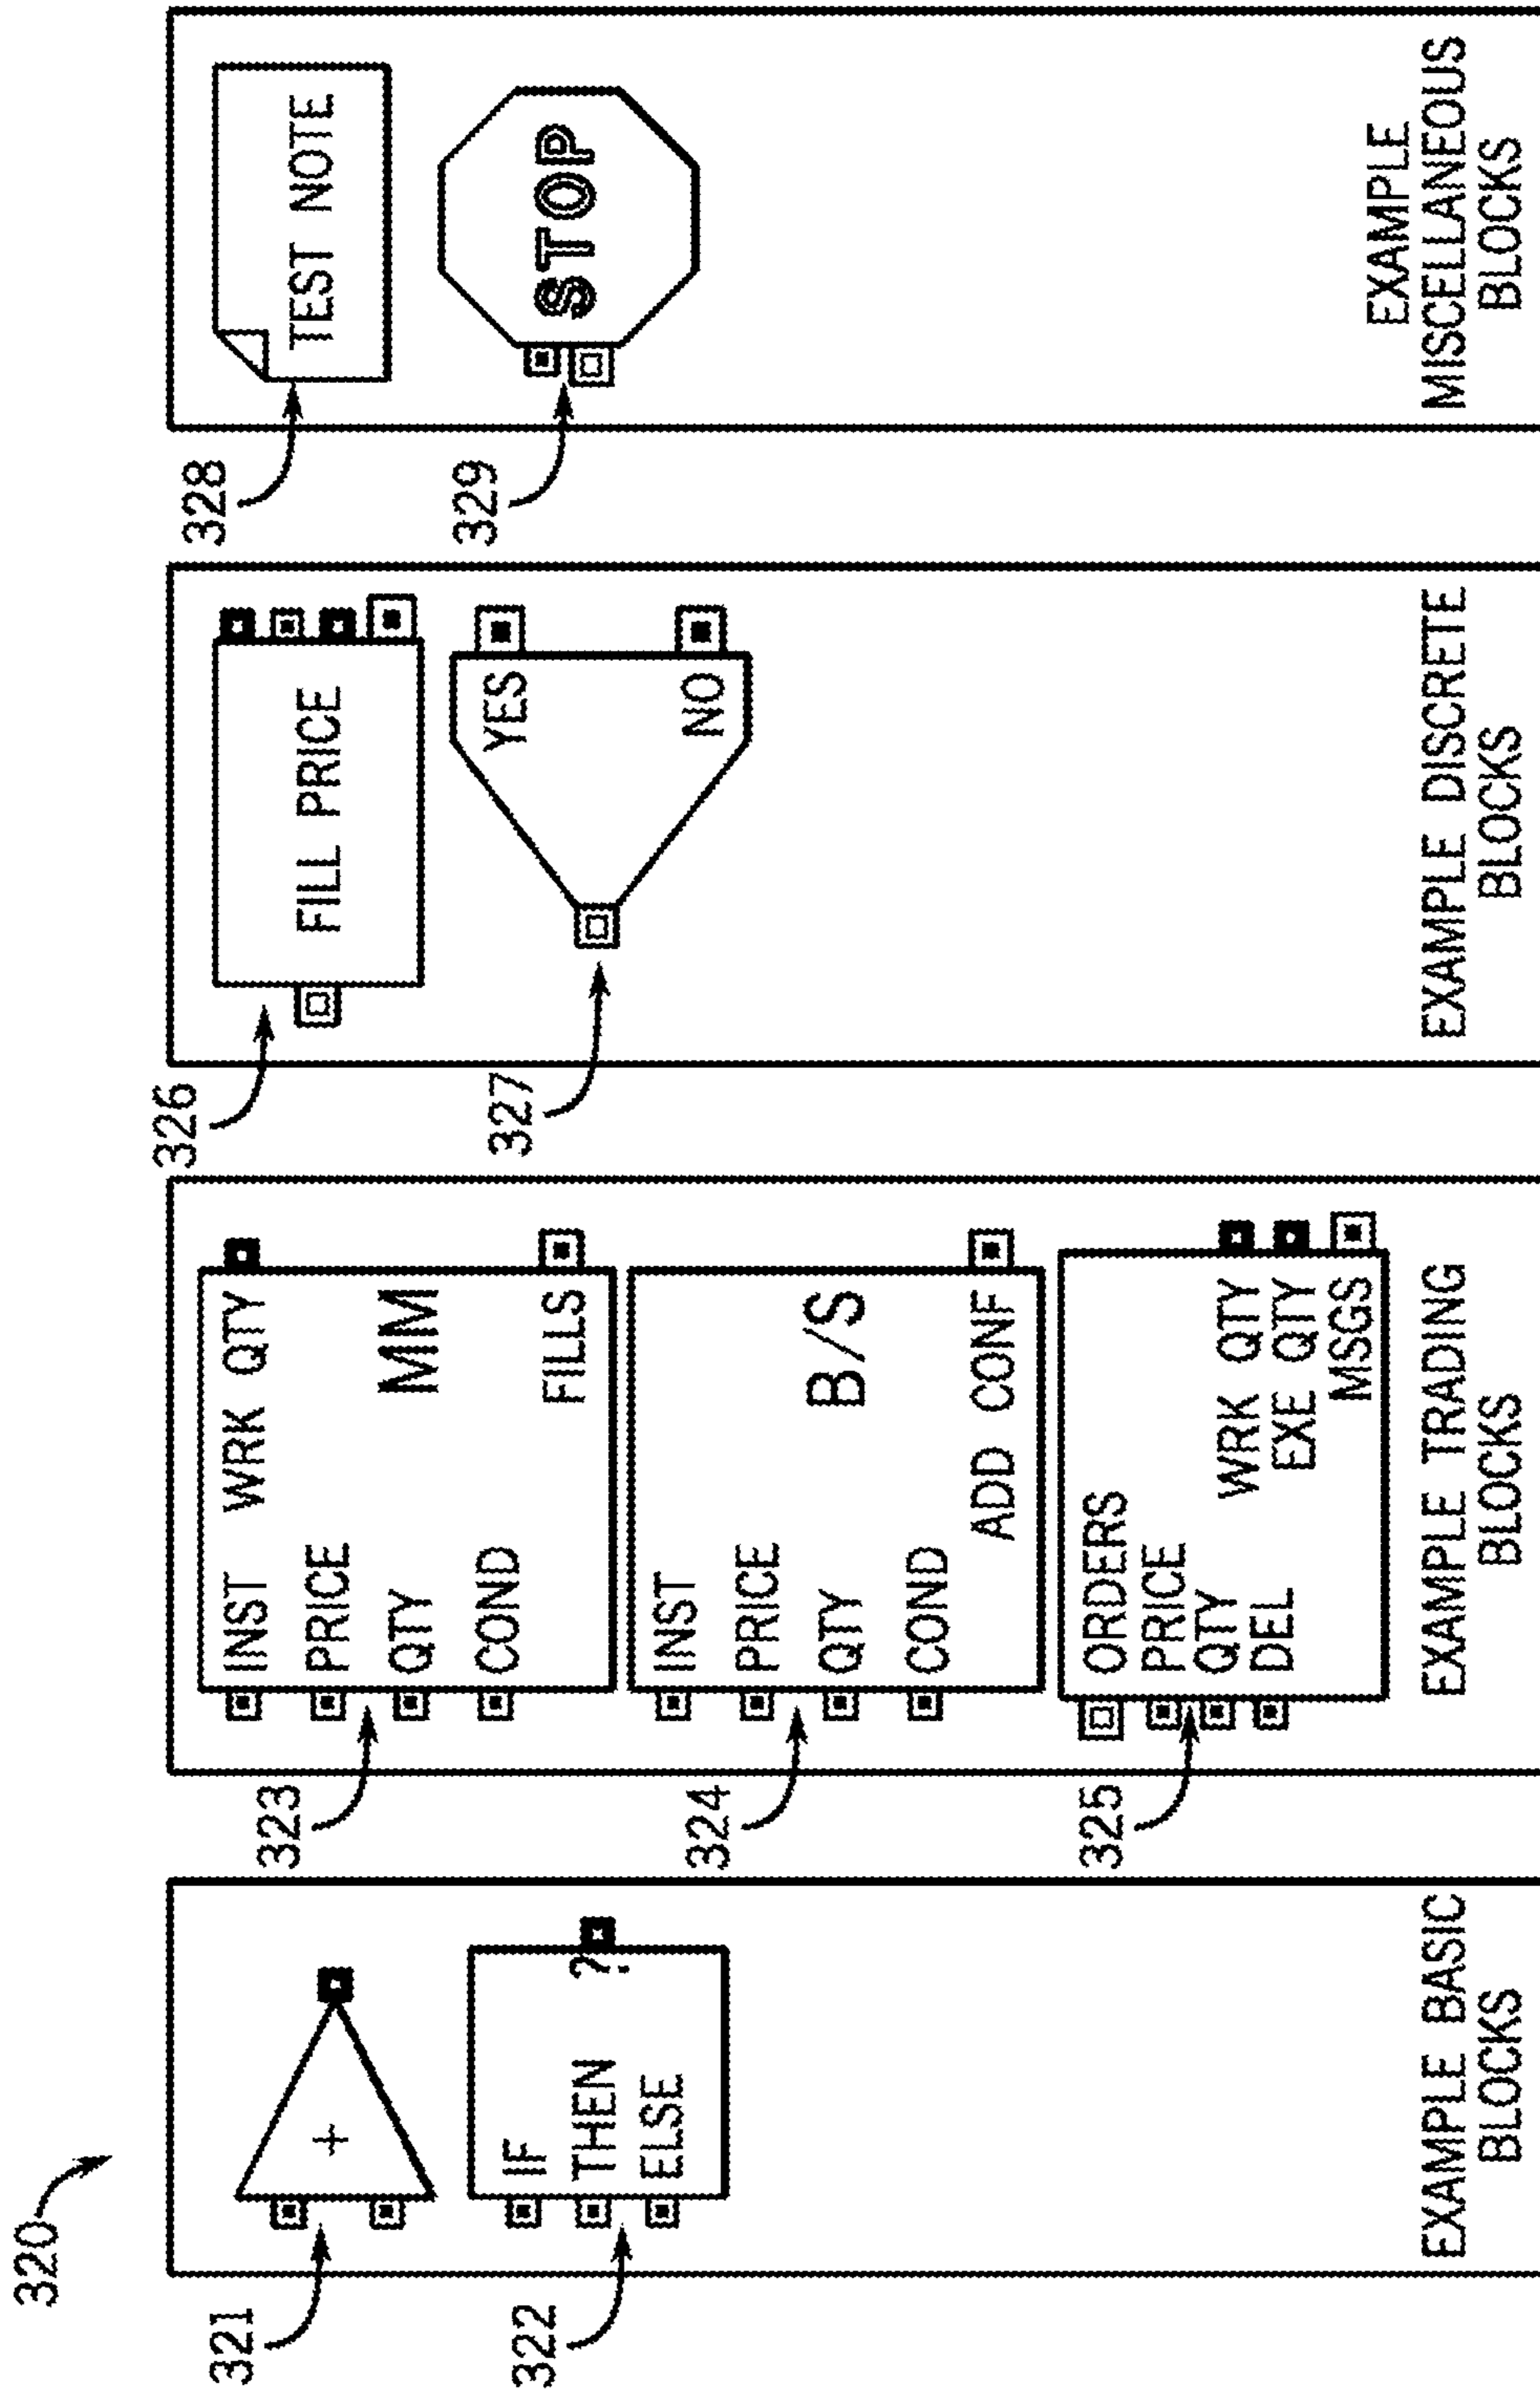 320
321
+
322
IF
THEN ?
ELSE
EXAMPLE BASIC
BLOCKS
323
INST WRK QTY
PRICE
MM
QTY
COND
FILLS
324
INST
PRICE
B/S
QTY
COND
ADD CONF
325
ORDERS
PRICE
QTY WRK QTY
DEL EXE QTY
MSGS
EXAMPLE TRADING
BLOCKS
326
FILL PRICE
327
YES
NO
EXAMPLE DISCRETE
BLOCKS
328
TEST NOTE
329
STOP
EXAMPLE
MISCELLANEOUS
BLOCKS